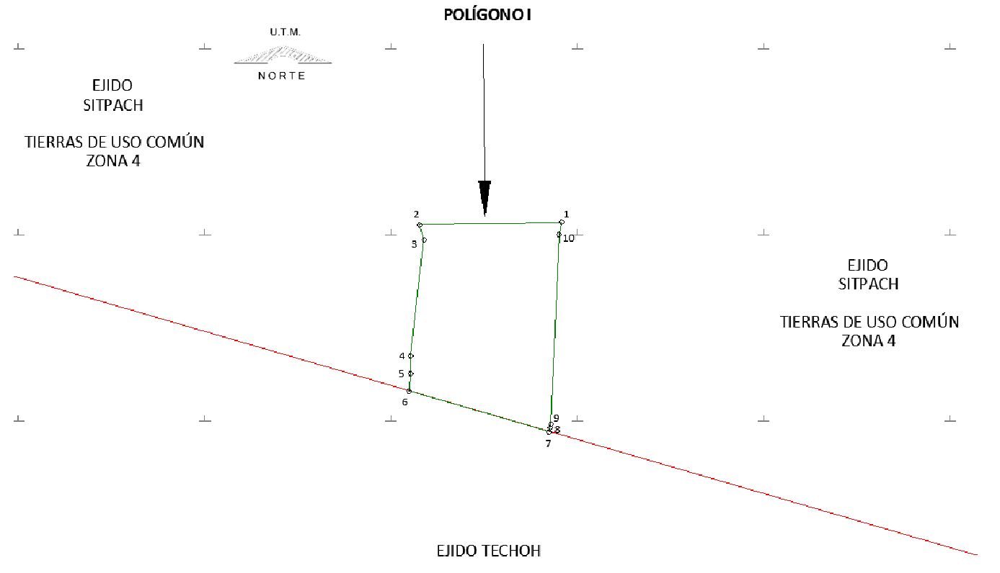 POLÍGONO I
U.T.M.
NORTE
EJIDO
SITPACH
TIERRAS DE USO COMÚN
ZONA 4
2
1
3
10
EJIDO
SITPACH
TIERRAS DE USO COMÚN
ZONA 4
4
5
6
9
8
7
EJIDO TECHOH